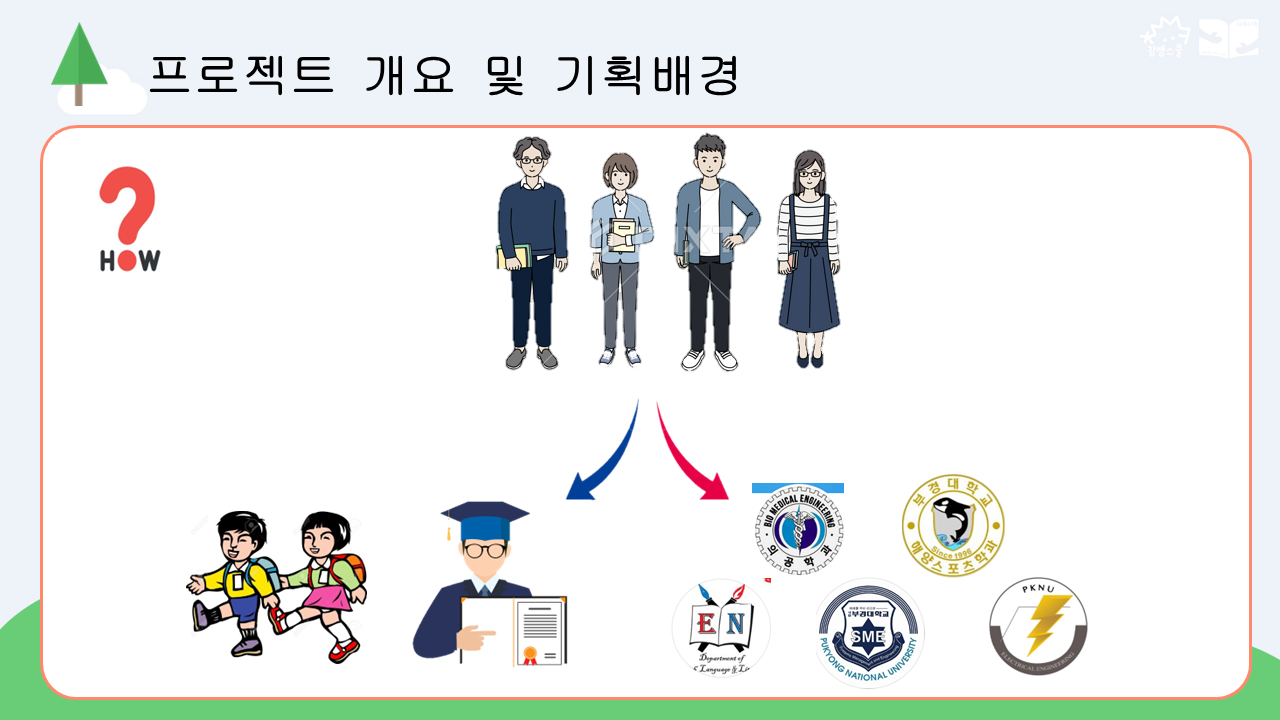 프로젝트 개요 및 기획배경
HOW
BIO MEDICAL ENGINEERING
의공학과
부경대학교
Since 1996
해양스포츠학과
EN
Department of
부경대학교
SME
PUKYONG NATIONAL UNIVERSITY
PKNU
ELECTRICAL ENGINEERING